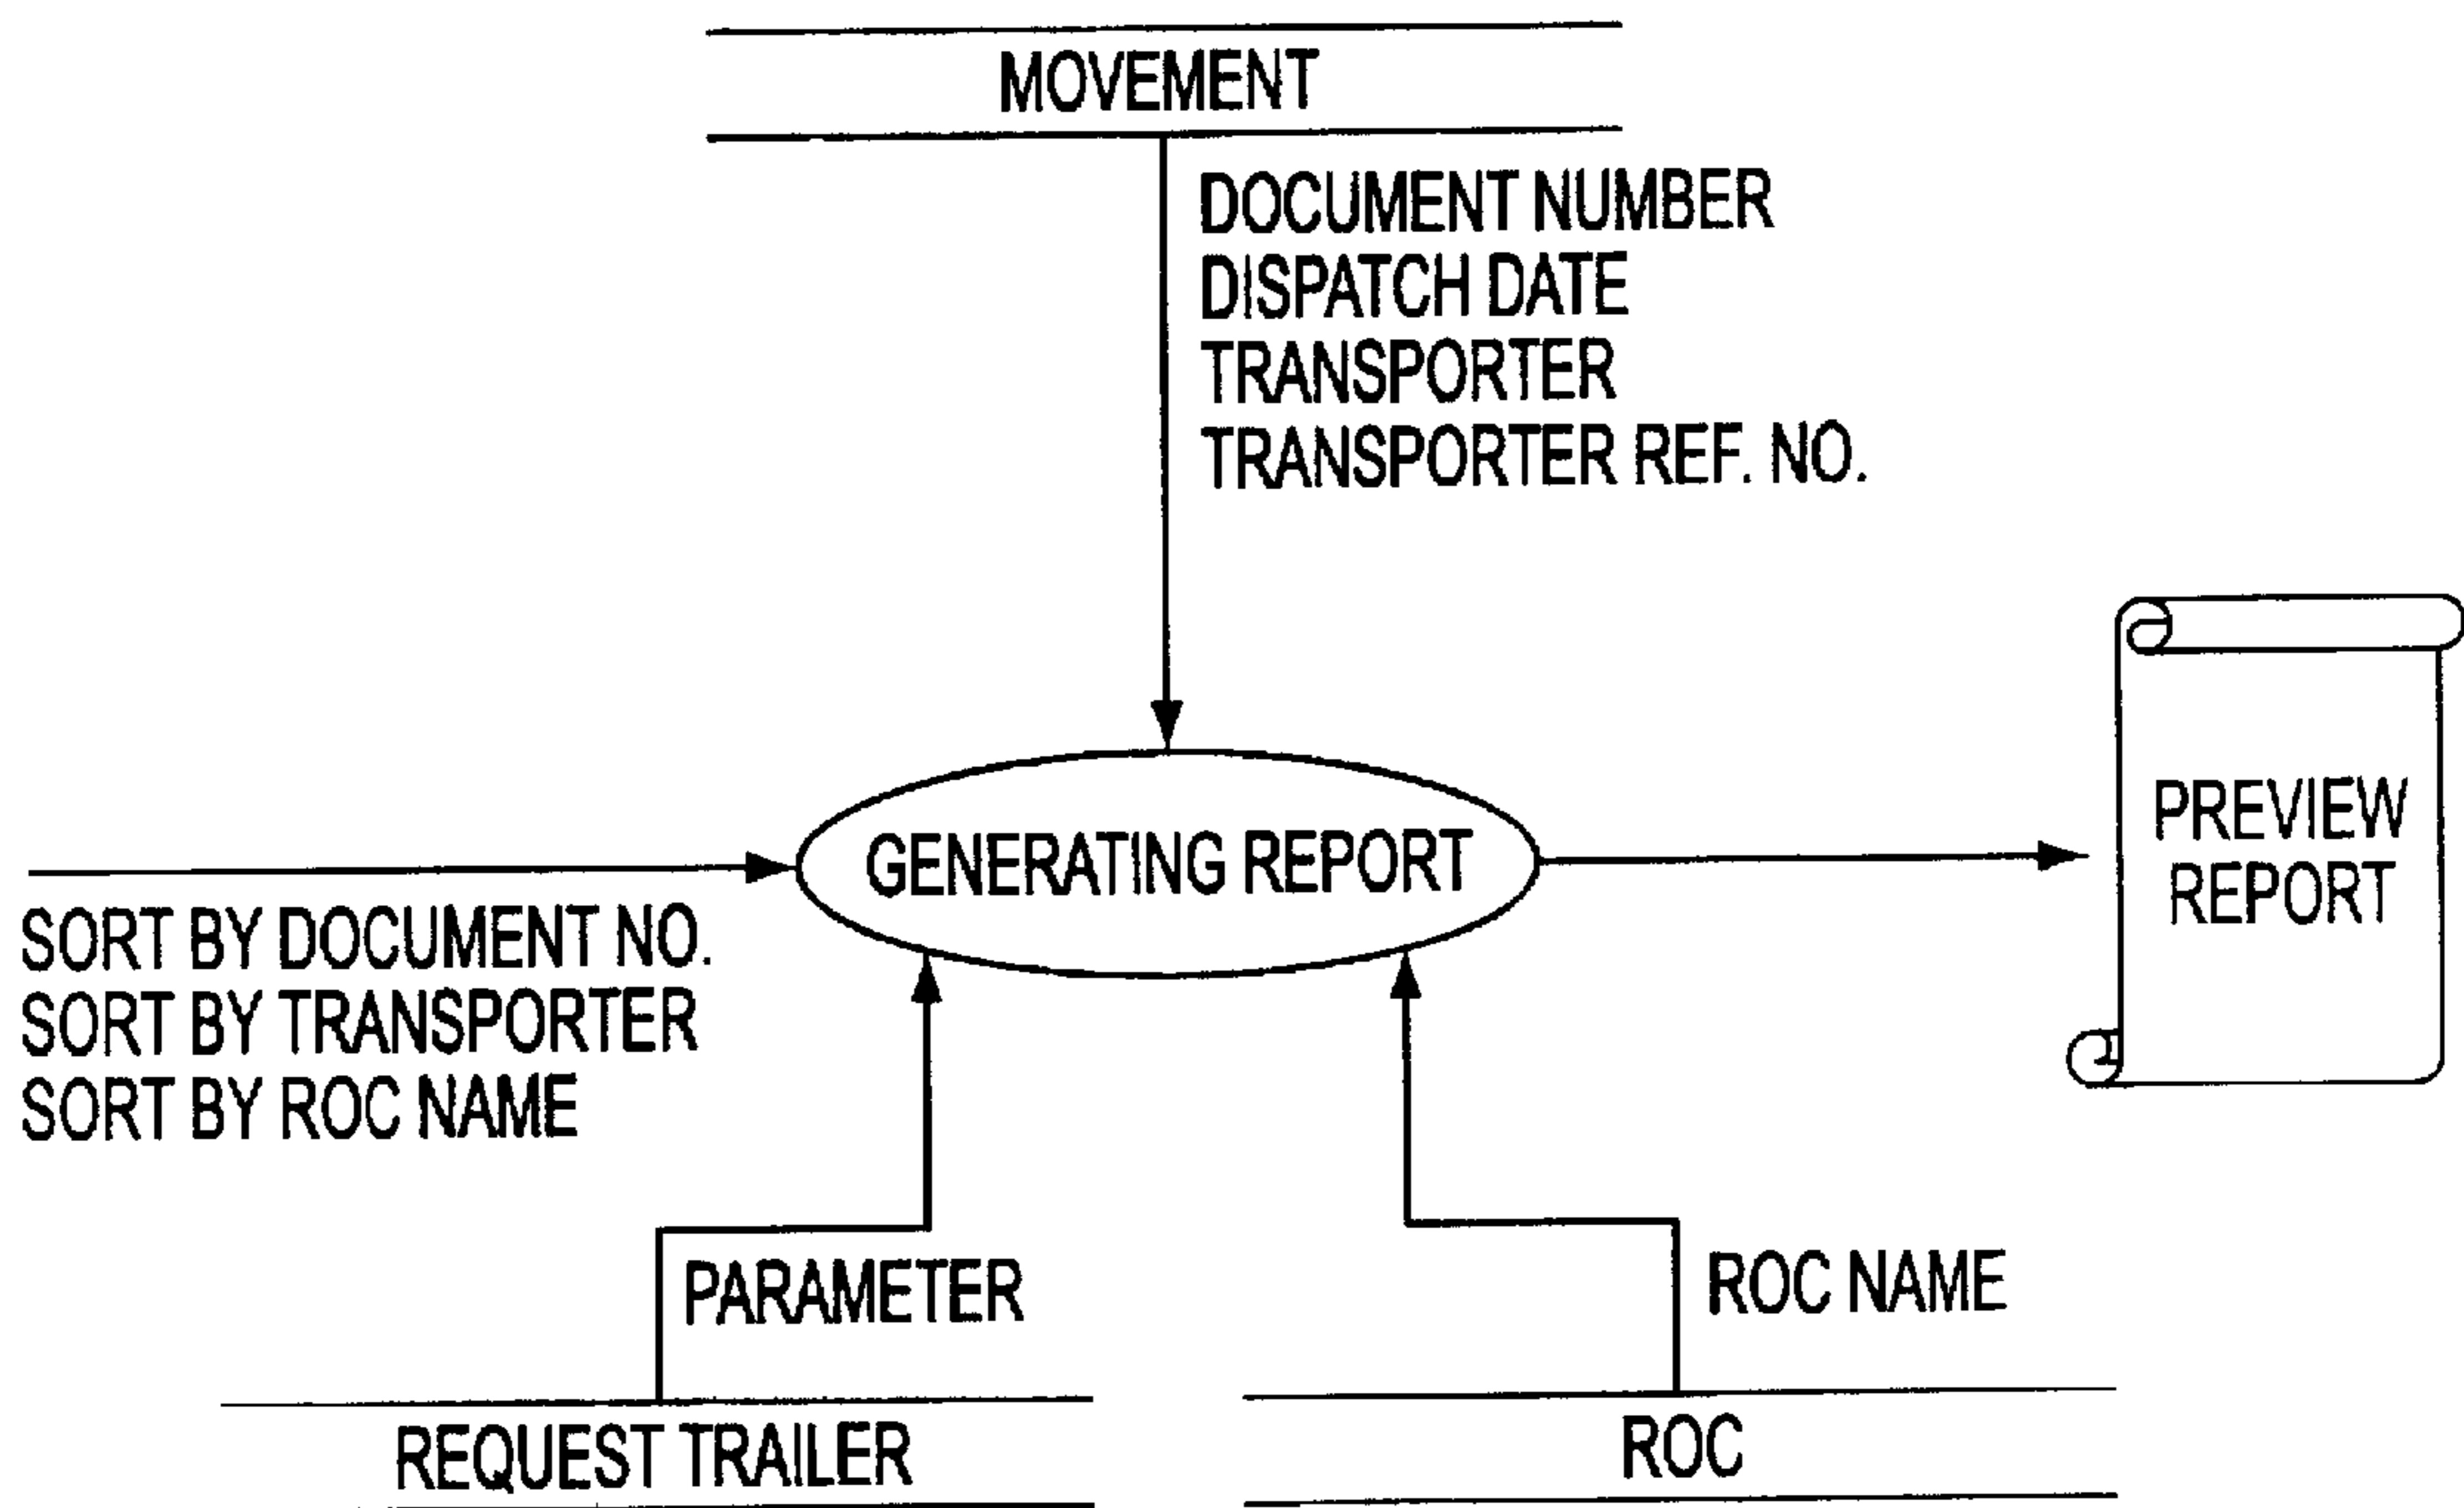 MOVEMENT
DOCUMENT NUMBER
DISPATCH DATE
TRANSPORTER
TRANSPORTER REF. NO.
GENERATING REPORT
PREVIEW
REPORT
SORT BY DOCUMENT NO.
SORT BY TRANSPORTER
SORT BY ROC NAME
PARAMETER
ROC NAME
REQUEST TRAILER
ROC